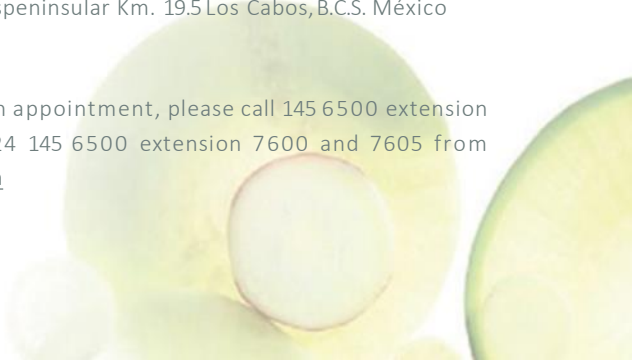 speninsular Km. 19.5 Los Cabos, B.C.S. México
appointment, please call 145 6500 extension
24 145 6500 extension 7600 and 7605 from